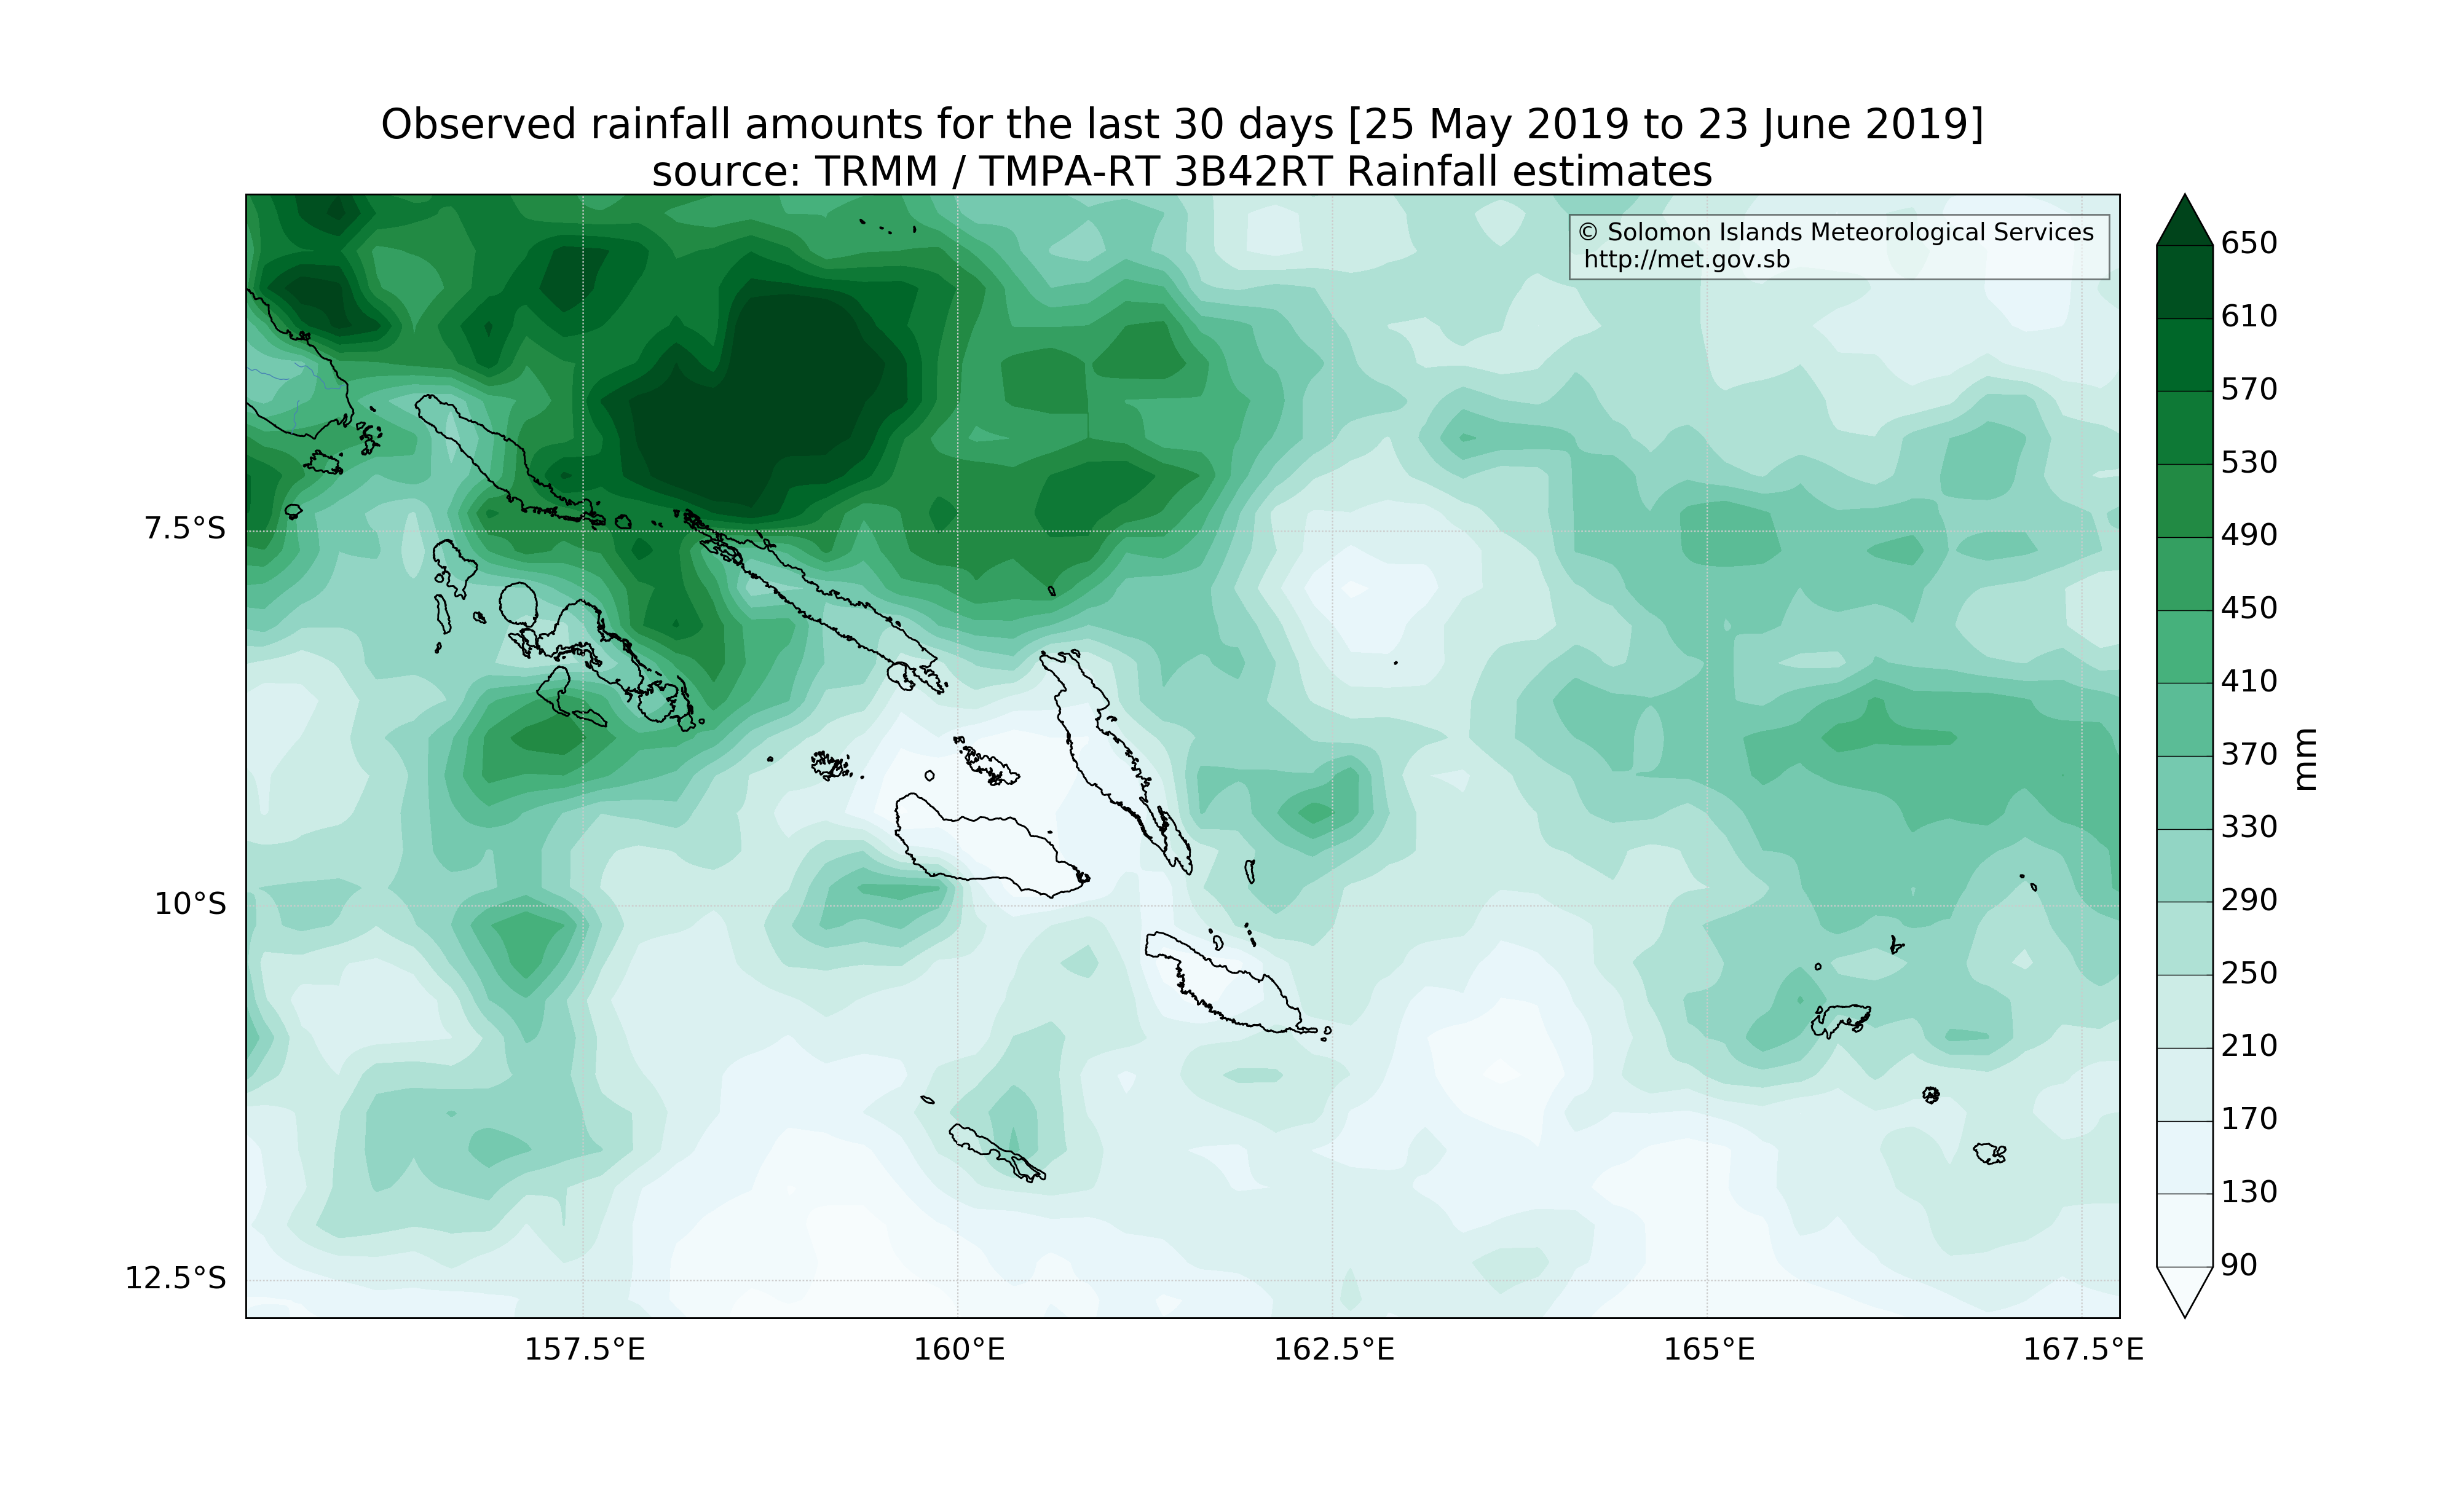 Observed rainfall amounts for the last 30 days [25 May 2019 to 23 June 2019]
source: TRMM / TMPA-RT 3B42RT Rainfall estimates
© Solomon Islands Meteorological Services
http://met.gov.sb
7.5°S
10°S
12.5°S
157.5°E
160°E
162.5°E
165°E
167.5°E
650
610
570
530
490
450
410
370
330
290
250
210
170
130
90
mm